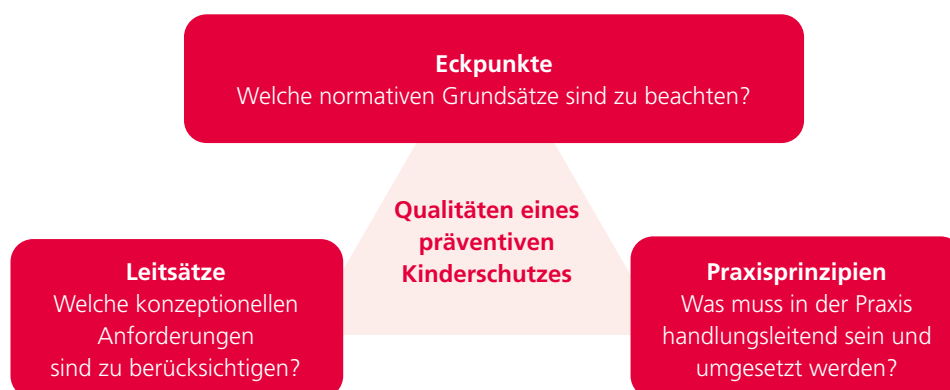 Eckpunkte
Welche normativen Grundsätze sind zu beachten?
Qualitäten eines
präventiven
Kinderschutzes
Leitsätze
Welche konzeptionellen
Anforderungen
sind zu berücksichtigen?
Praxisprinzipien
Was muss in der Praxis
handlungsleitend sein und
umgesetzt werden?